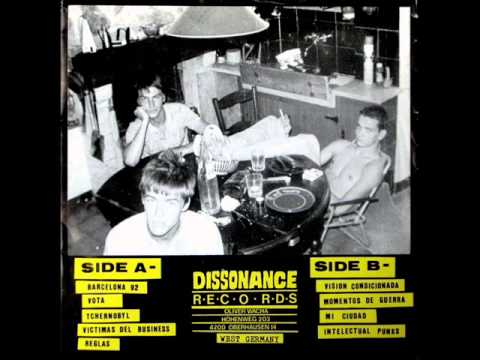 SIDE A-
BARCELONA 92
VOTA
TCHERNOBYL
VICTIMAS DEL BUSINESS
REGLAS
DISSONANCE
R·E·C·O·R·D·S
OLIVER WACHA
HÖHENWEG 203
4200 OBERHAUSEN 14
WEST GERMANY
SIDE B-
VISION CONDICIONADA
MOMENTOS DE GUERRA
MI CIUDAD
INTELECTUAL PUNKS